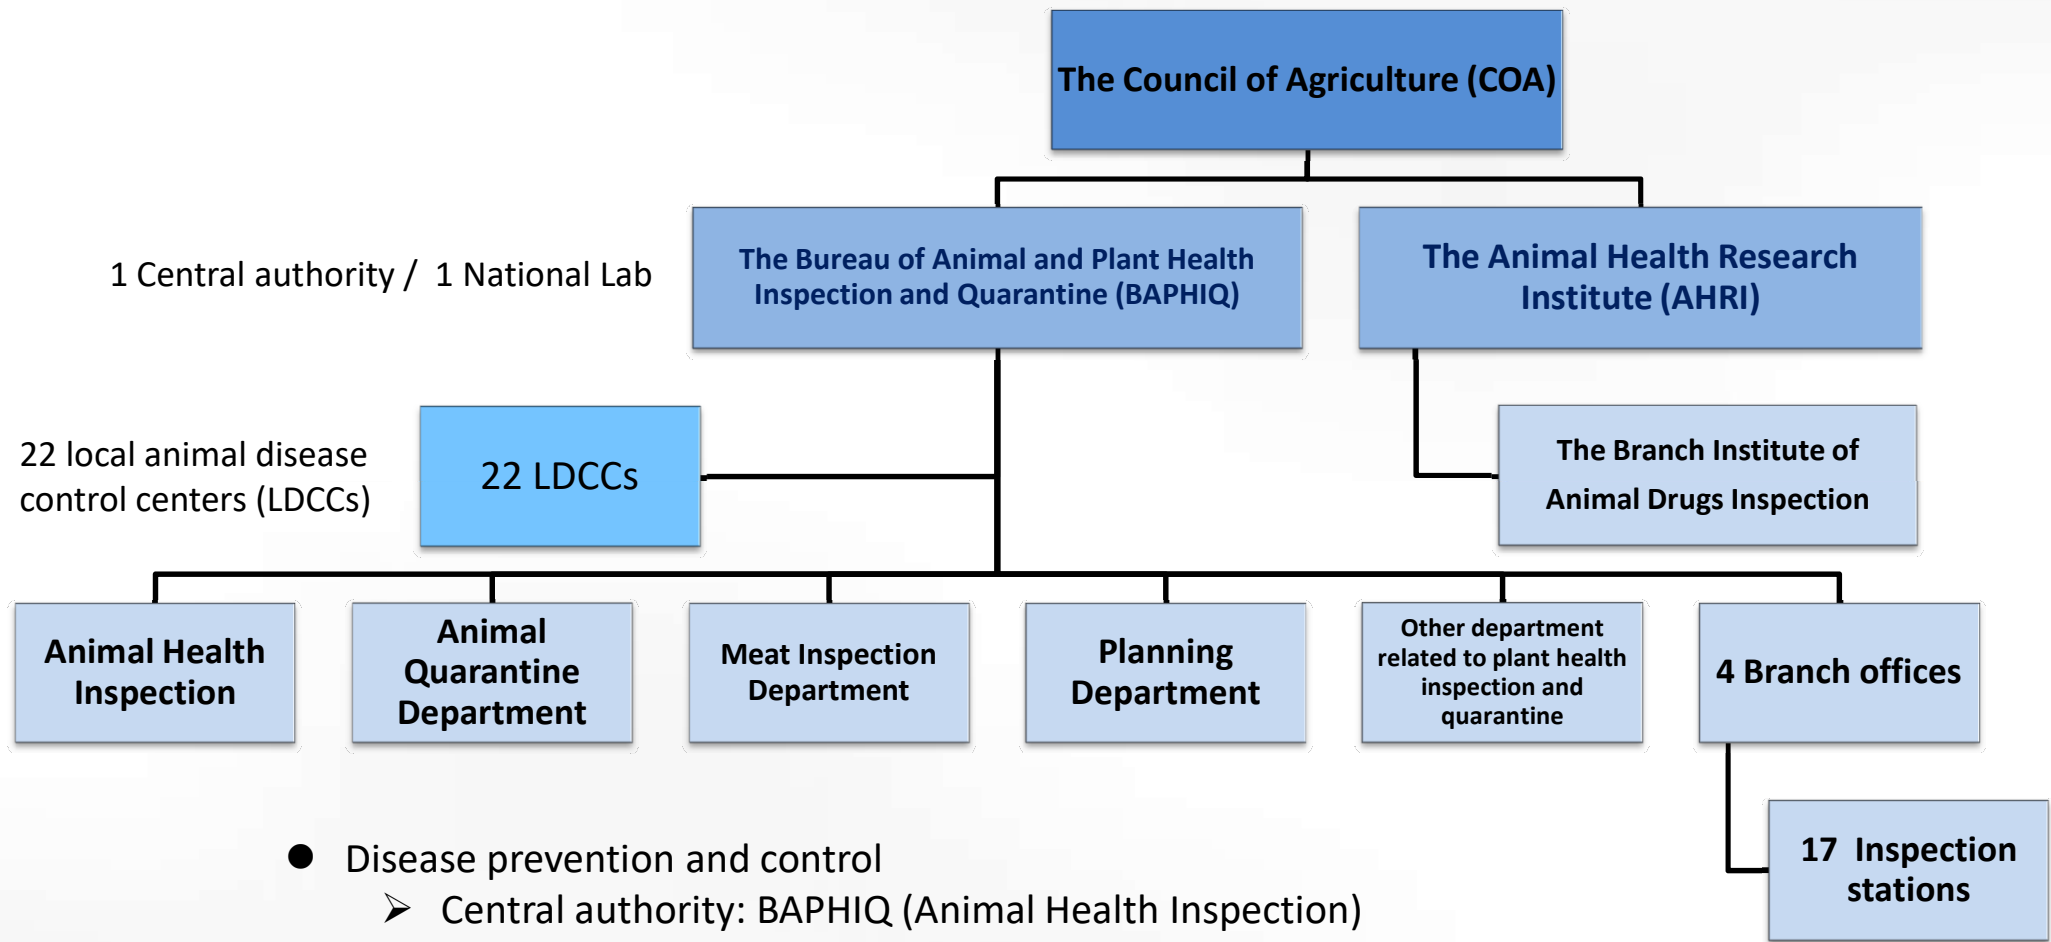 The Council of Agriculture (COA)
1 Central authority / 1 National Lab
The Bureau of Animal and Plant Health
Inspection and Quarantine (BAPHIQ)
The Animal Health Research
Institute (AHRI)
22 local animal disease
control centers (LDCCs)
22 LDCCs
The Branch Institute of
Animal Drugs Inspection
Animal Health
Inspection
Animal
Quarantine
Department
Meat Inspection
Department
Planning
Department
Other department
related to plant health
inspection and
quarantine
4 Branch offices
17 Inspection
stations
● Disease prevention and control
➢ Central authority: BAPHIQ (Animal Health Inspection)